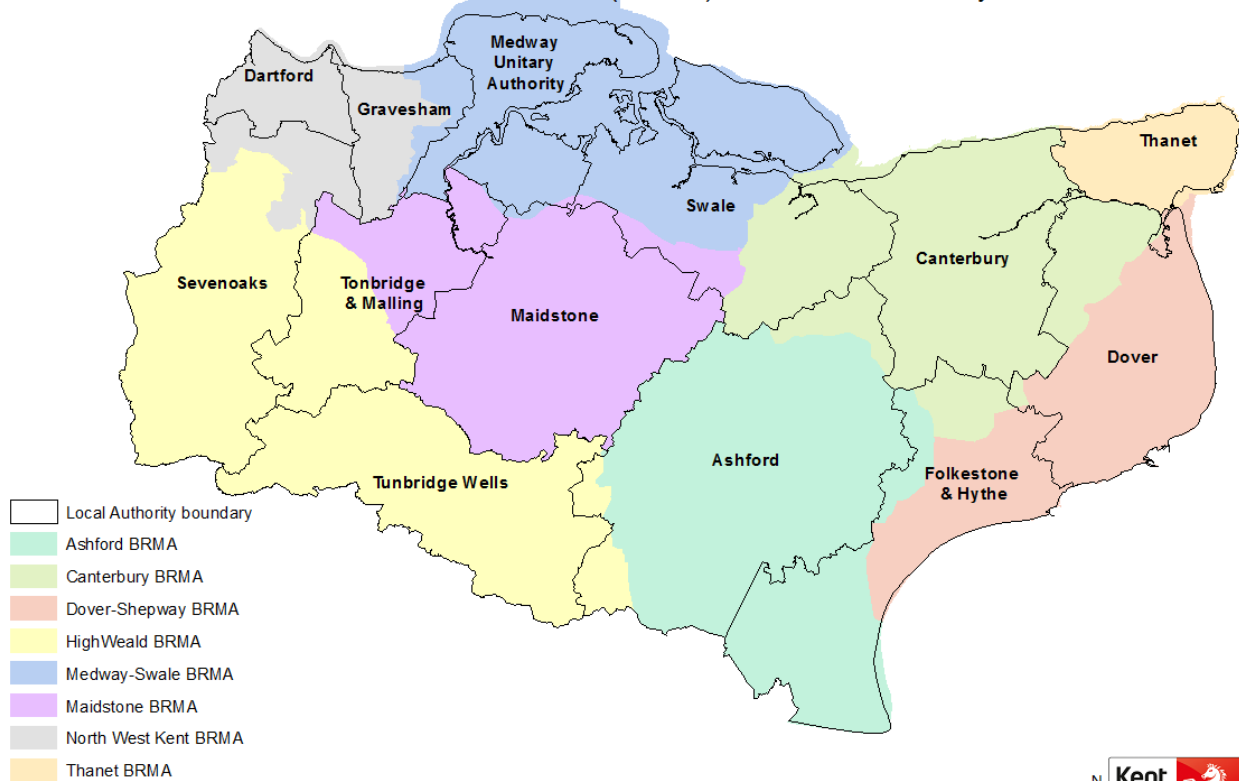 Medway
Unitary
Authority
Dartford
Gravesham
Thanet
Swale
Sevenoaks
Tonbridge
& Malling
Maidstone
Canterbury
Dover
Ashford
Folkestone
& Hythe
Tunbridge Wells
Local Authority boundary
Ashford BRMA
Canterbury BRMA
Dover-Shepway BRMA
HighWeald BRMA
Medway-Swale BRMA
Maidstone BRMA
North West Kent BRMA
Thanet BRMA
N
Kent